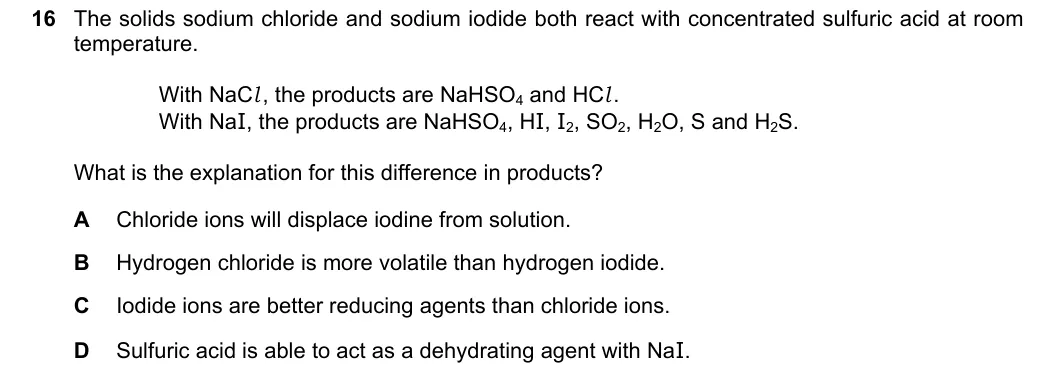 16 The solids sodium chloride and sodium iodide both react with concentrated sulfuric acid at room
temperature.
With NaCl, the products are NaHSO₄ and HCl.
With NaI, the products are NaHSO₄, HI, I₂, SO₂, H₂O, S and H₂S.
What is the explanation for this difference in products?
A Chloride ions will displace iodine from solution.
B Hydrogen chloride is more volatile than hydrogen iodide.
C Iodide ions are better reducing agents than chloride ions.
D Sulfuric acid is able to act as a dehydrating agent with NaI.